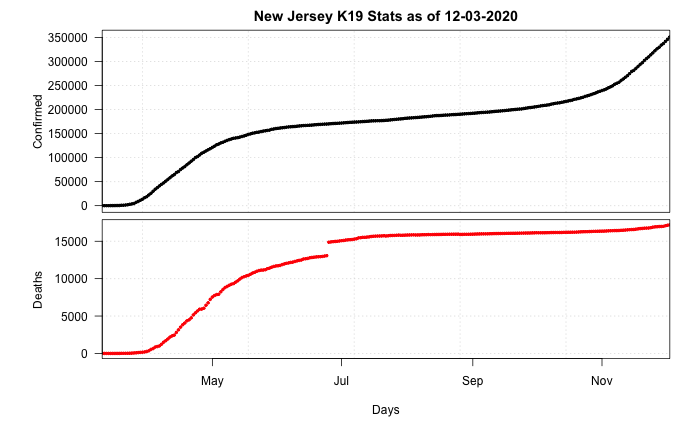 New Jersey K19 Stats as of 12-03-2020
Confirmed
350000
300000
250000
200000
150000
100000
50000
0
Deaths
15000
10000
5000
0
May Jul Sep Nov
Days